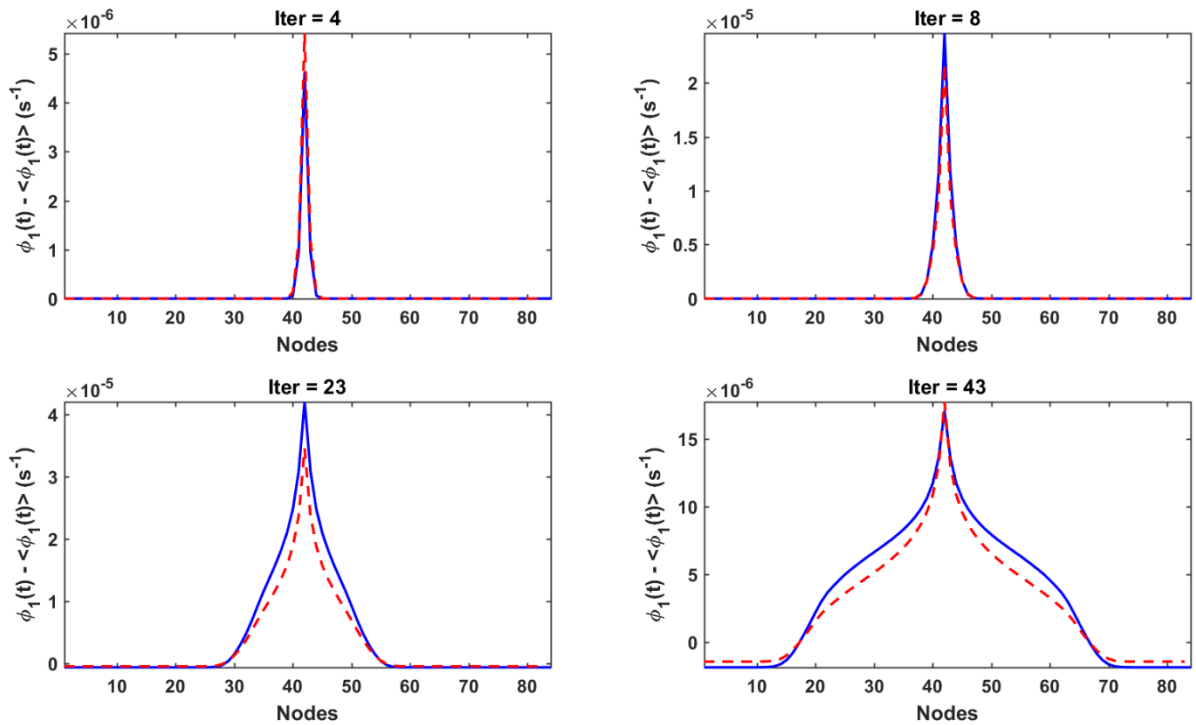 Iter = 4
×10⁻⁶
5
4
3
2
1
0
ϕ₁(t) - <ϕ₁(t)> (s⁻¹)
10 20 30 40 50 60 70 80
Nodes
Iter = 8
×10⁻⁵
2
1.5
1
0.5
0
ϕ₁(t) - <ϕ₁(t)> (s⁻¹)
10 20 30 40 50 60 70 80
Nodes
Iter = 23
×10⁻⁵
4
3
2
1
0
ϕ₁(t) - <ϕ₁(t)> (s⁻¹)
10 20 30 40 50 60 70 80
Nodes
Iter = 43
×10⁻⁶
15
10
5
0
ϕ₁(t) - <ϕ₁(t)> (s⁻¹)
10 20 30 40 50 60 70 80
Nodes